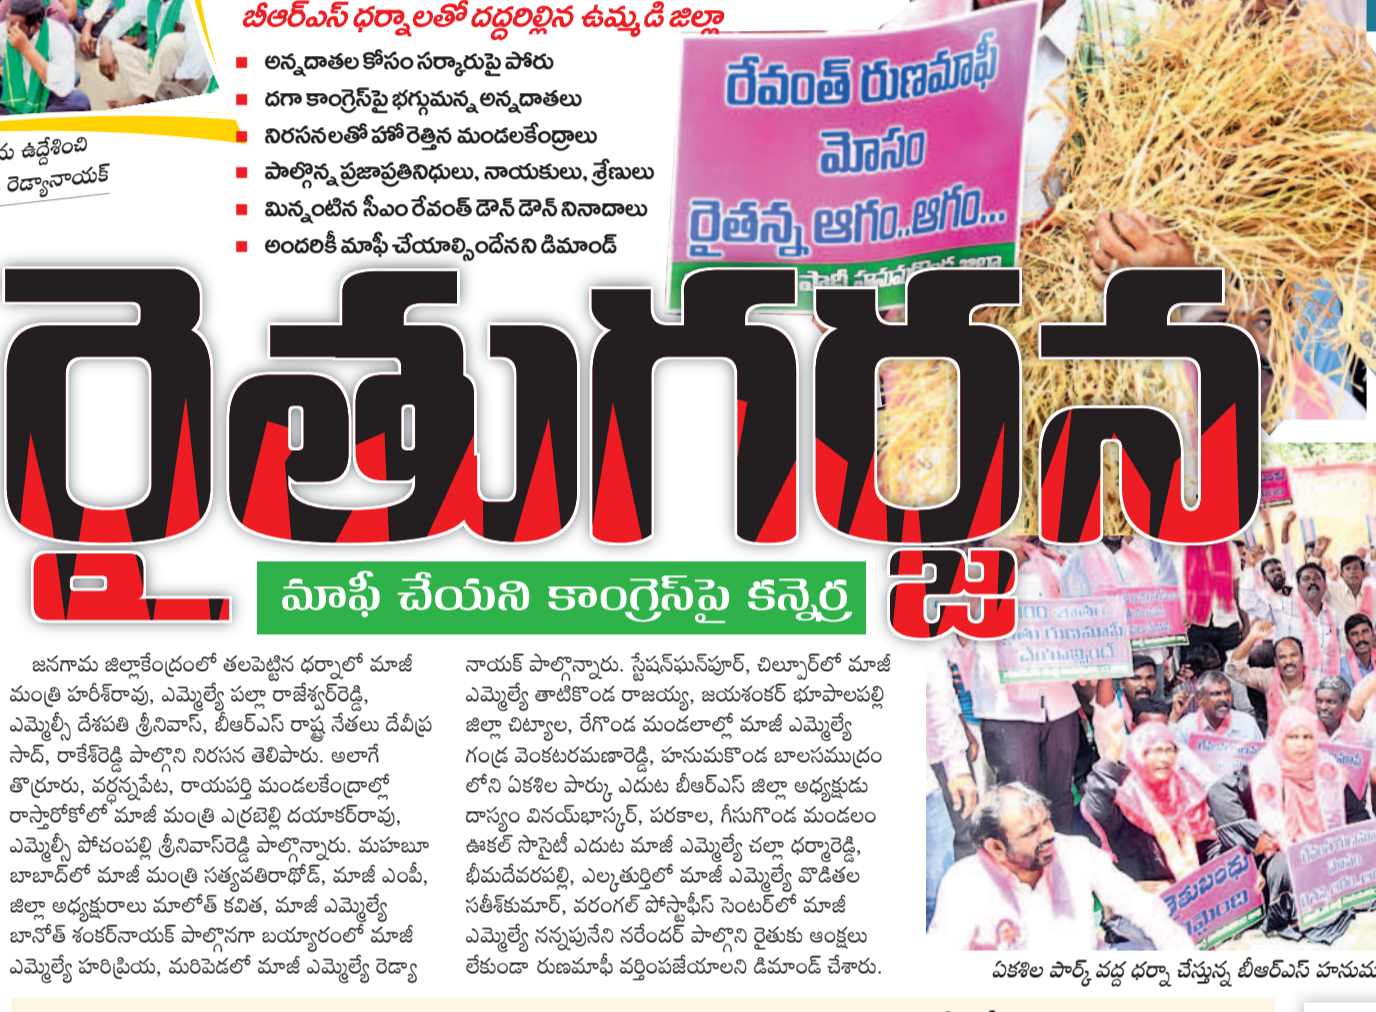 బీఆర్ఎస్ ధర్నాలతో దద్దరిల్లిన ఉమ్మడి జిల్లా
అన్నదాతల కోసం సర్కారుపై పోరు
దగా కాంగ్రెస్‌పై భగ్గుమన్న అన్నదాతలు
నిరసనలతో హోరెత్తిన మండలకేంద్రాలు
పాల్గొన్న ప్రజాప్రతినిధులు, నాయకులు, శ్రేణులు
మిన్నంటిన సీఎం రేవంత్ డౌన్ డౌన్ నినాదాలు
అందరికీ మాఫీ చేయాల్సిందేనని డిమాండ్
ఉద్దేశించి
రెడ్యానాయక్
రేవంత్ రుణమాఫీ
మోసం
రైతన్న ఆగం..ఆగం...
రైతుగర్జన
మాఫీ చేయని కాంగ్రెస్‌పై కన్నెర్ర
జనగామ జిల్లాకేంద్రంలో తలపెట్టిన ధర్నాలో మాజీ
మంత్రి హరీశ్‌రావు, ఎమ్మెల్యే పల్లా రాజేశ్వర్‌రెడ్డి,
ఎమ్మెల్సీ దేశపతి శ్రీనివాస్, బీఆర్ఎస్ రాష్ట్ర నేతలు దేవీప్ర
సాద్, రాకేశ్‌రెడ్డి పాల్గొని నిరసన తెలిపారు. అలాగే
తొర్రూరు, వర్ధన్నపేట, రాయపర్తి మండలకేంద్రాల్లో
రాస్తారోకోలో మాజీ మంత్రి ఎర్రబెల్లి దయాకర్‌రావు,
ఎమ్మెల్సీ పోచంపల్లి శ్రీనివాస్‌రెడ్డి పాల్గొన్నారు. మహబూ
బాబాద్‌లో మాజీ మంత్రి సత్యవతిరాథోడ్, మాజీ ఎంపీ,
జిల్లా అధ్యక్షురాలు మాలోత్ కవిత, మాజీ ఎమ్మెల్యే
బానోత్ శంకర్‌నాయక్ పాల్గొనగా బయ్యారంలో మాజీ
ఎమ్మెల్యే హరిప్రియ, మరిపెడలో మాజీ ఎమ్మెల్యే రెడ్యా
నాయక్ పాల్గొన్నారు. స్టేషన్‌ఘన్‌పూర్, చిల్పూర్‌లో మాజీ
ఎమ్మెల్యే తాటికొండ రాజయ్య, జయశంకర్ భూపాలపల్లి
జిల్లా చిట్యాల, రేగొండ మండలాల్లో మాజీ ఎమ్మెల్యే
గండ్ర వెంకటరమణారెడ్డి, హనుమకొండ బాలసముద్రం
లోని ఏకశిల పార్కు ఎదుట బీఆర్ఎస్ జిల్లా అధ్యక్షుడు
దాస్యం వినయ్‌భాస్కర్, పరకాల, గీసుగొండ మండలం
ఊకల్ సొసైటీ ఎదుట మాజీ ఎమ్మెల్యే చల్లా ధర్మారెడ్డి,
భీమదేవరపల్లి, ఎల్కతుర్తిలో మాజీ ఎమ్మెల్యే వొడితల
సతీశ్‌కుమార్, వరంగల్ పోస్టాఫీస్ సెంటర్‌లో మాజీ
ఎమ్మెల్యే నన్నపునేని నరేందర్ పాల్గొని రైతుకు ఆంక్షలు
లేకుండా రుణమాఫీ వర్తింపజేయాలని డిమాండ్ చేశారు.
రైతుబంధు
ఏకశిల పార్క్ వద్ద ధర్నా చేస్తున్న బీఆర్ఎస్ హనుమ